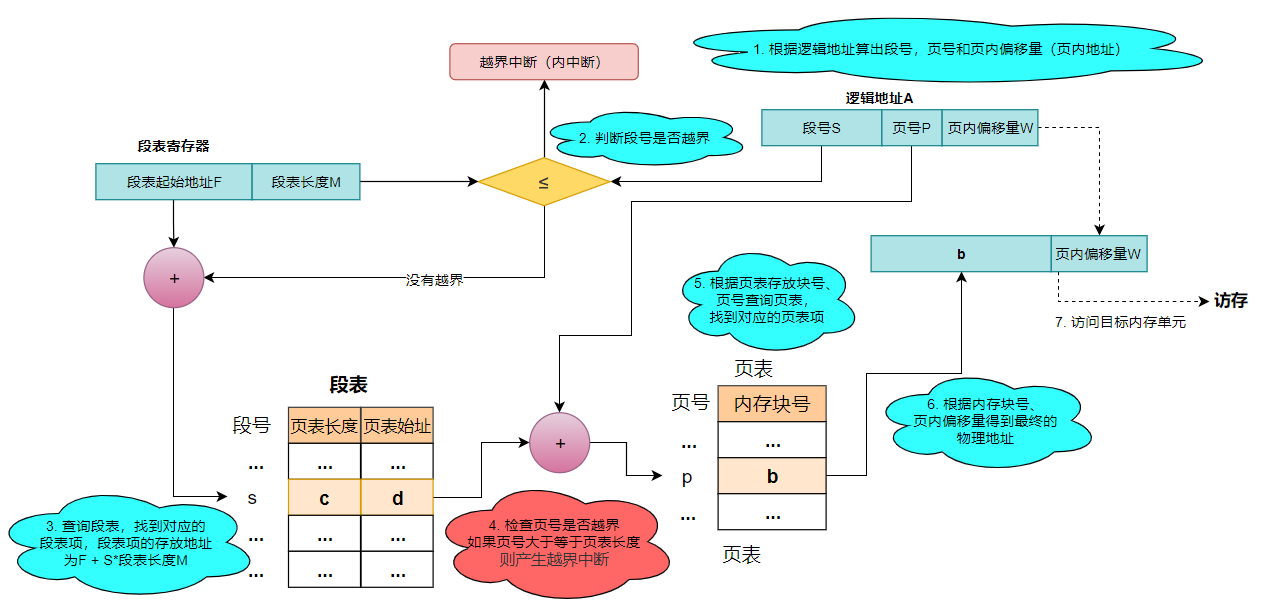 1. 根据逻辑地址算出段号，页号和页内偏移量（页内地址）
越界中断（内中断）
逻辑地址A
段号S 页号P 页内偏移量W
2. 判断段号是否越界
段表寄存器
段表起始地址F 段表长度M
≤
+
没有越界
b 页内偏移量W
访存
7. 访问目标内存单元
5. 根据页表存放块号、
页号查询页表，
找到对应的页表项
段表
段号 页表长度 页表始址
... ... ...
s c d
... ... ...
... ... ...
3. 查询段表，找到对应的
段表项，段表项的存放地址
为F + S*段表长度M
+
4. 检查页号是否越界
如果页号大于等于页表长度
则产生越界中断
页表
页号 内存块号
... ...
p b
... ...
页表
6. 根据内存块号、
页内偏移量得到最终的
物理地址